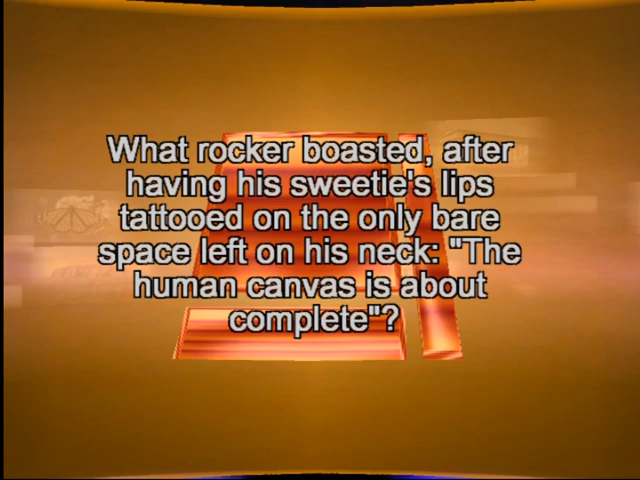 What rocker boasted, after
having his sweetie's lips
tattooed on the only bare
space left on his neck: "The
human canvas is about
complete"?